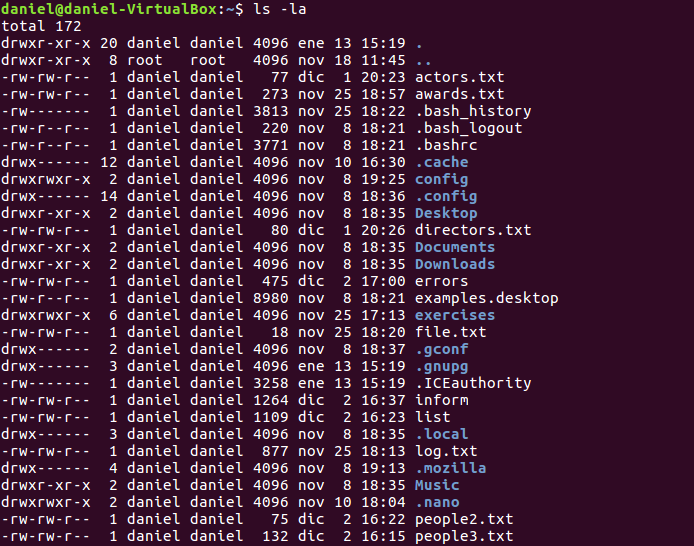 daniel@daniel-VirtualBox:~$ ls -la
total 172
drwxr-xr-x 20 daniel daniel 4096 ene 13 15:19 .
drwxr-xr-x  8 root   root   4096 nov 18 11:45 ..
-rw-rw-r--  1 daniel daniel   77 dic  1 20:23 actors.txt
-rw-rw-r--  1 daniel daniel  273 nov 25 18:57 awards.txt
-rw-------  1 daniel daniel 3813 nov 25 18:22 .bash_history
-rw-r--r--  1 daniel daniel  220 nov  8 18:21 .bash_logout
-rw-r--r--  1 daniel daniel 3771 nov  8 18:21 .bashrc
drwx------ 12 daniel daniel 4096 nov 10 16:30 .cache
drwxrwxr-x  2 daniel daniel 4096 nov  8 19:25 config
drwx------ 14 daniel daniel 4096 nov  8 18:36 .config
drwxr-xr-x  2 daniel daniel 4096 nov  8 18:35 Desktop
-rw-rw-r--  1 daniel daniel   80 dic  1 20:26 directors.txt
drwxr-xr-x  2 daniel daniel 4096 nov  8 18:35 Documents
drwxr-xr-x  2 daniel daniel 4096 nov  8 18:35 Downloads
-rw-rw-r--  1 daniel daniel  475 dic  2 17:00 errors
-rw-r--r--  1 daniel daniel 8980 nov  8 18:21 examples.desktop
drwxrwxr-x  6 daniel daniel 4096 nov 25 17:13 exercises
-rw-rw-r--  1 daniel daniel   18 nov 25 18:20 file.txt
drwx------  2 daniel daniel 4096 nov  8 18:37 .gconf
drwx------  3 daniel daniel 4096 ene 13 15:19 .gnupg
-rw-------  1 daniel daniel 3258 ene 13 15:19 .ICEauthority
-rw-rw-r--  1 daniel daniel 1264 dic  2 16:37 inform
-rw-rw-r--  1 daniel daniel 1109 dic  2 16:23 list
drwx------  3 daniel daniel 4096 nov  8 18:35 .local
-rw-rw-r--  1 daniel daniel  877 nov 25 18:13 log.txt
drwx------  4 daniel daniel 4096 nov  8 19:13 .mozilla
drwxr-xr-x  2 daniel daniel 4096 nov  8 18:35 Music
drwxrwxr-x  2 daniel daniel 4096 nov 10 18:04 .nano
-rw-rw-r--  1 daniel daniel   75 dic  2 16:22 people2.txt
-rw-rw-r--  1 daniel daniel  132 dic  2 16:15 people3.txt